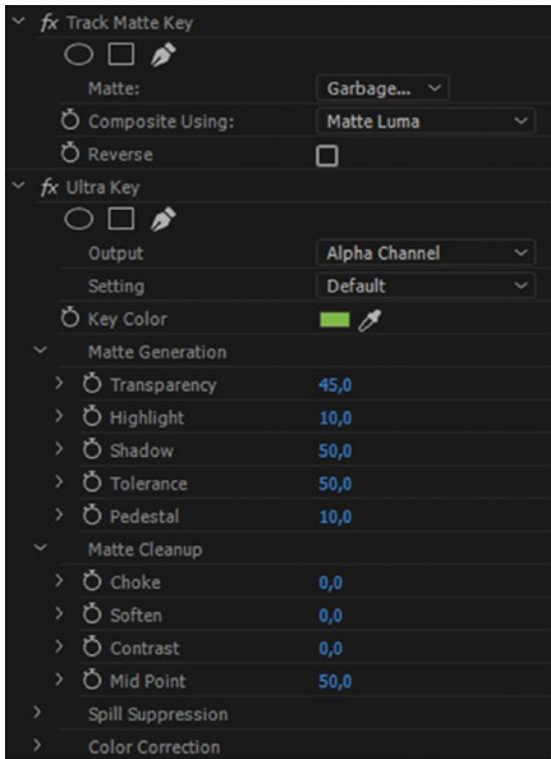 fx Track Matte Key
Matte: Garbage...
Composite Using: Matte Luma
Reverse
fx Ultra Key
Output Alpha Channel
Setting Default
Key Color
Matte Generation
Transparency 45,0
Highlight 10,0
Shadow 50,0
Tolerance 50,0
Pedestal 10,0
Matte Cleanup
Choke 0,0
Soften 0,0
Contrast 0,0
Mid Point 50,0
Spill Suppression
Color Correction